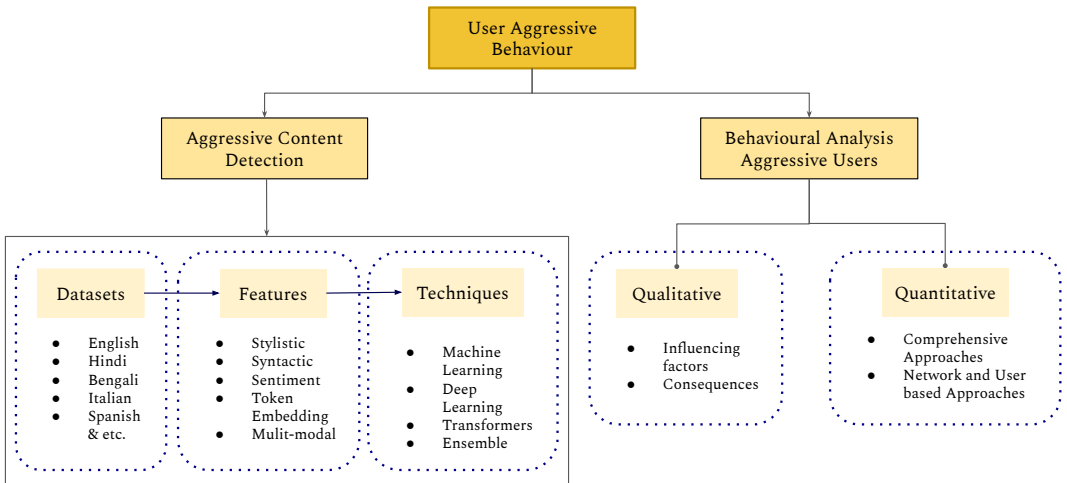 User Aggressive
Behaviour
Aggressive Content
Detection
Behavioural Analysis
Aggressive Users
Datasets
English
Hindi
Bengali
Italian
Spanish
& etc.
Features
Stylistic
Syntactic
Sentiment
Token
Embedding
Mulit-modal
Techniques
Machine
Learning
Deep
Learning
Transformers
Ensemble
Qualitative
Influencing
factors
Consequences
Quantitative
Comprehensive
Approaches
Network and User
based Approaches